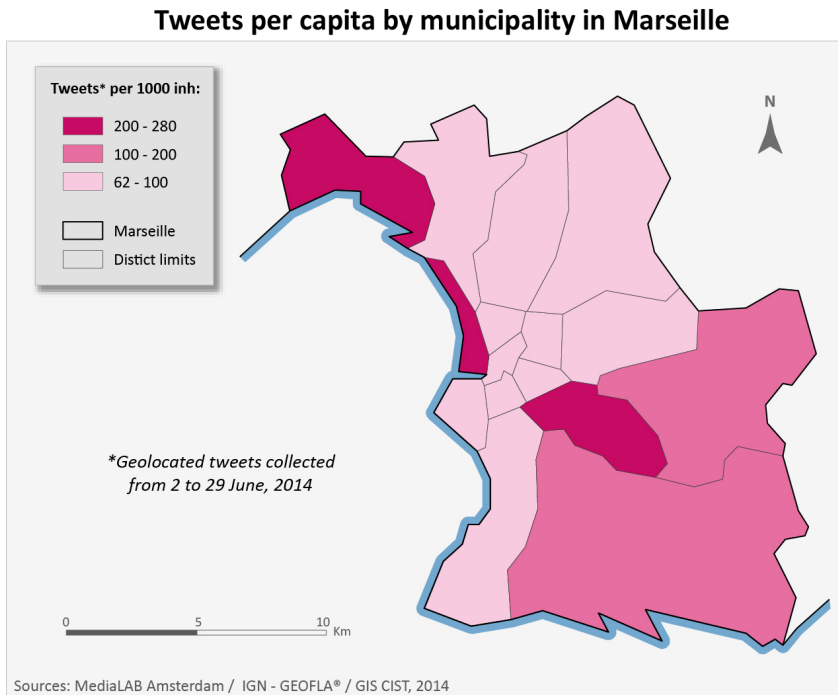 Tweets per capita by municipality in Marseille
Tweets* per 1000 inh:
200 - 280
100 - 200
62 - 100
Marseille
Distict limits
N
*Geolocated tweets collected
from 2 to 29 June, 2014
0 5 10
Km
Sources: MediaLAB Amsterdam / IGN - GEOFLA® / GIS CIST, 2014